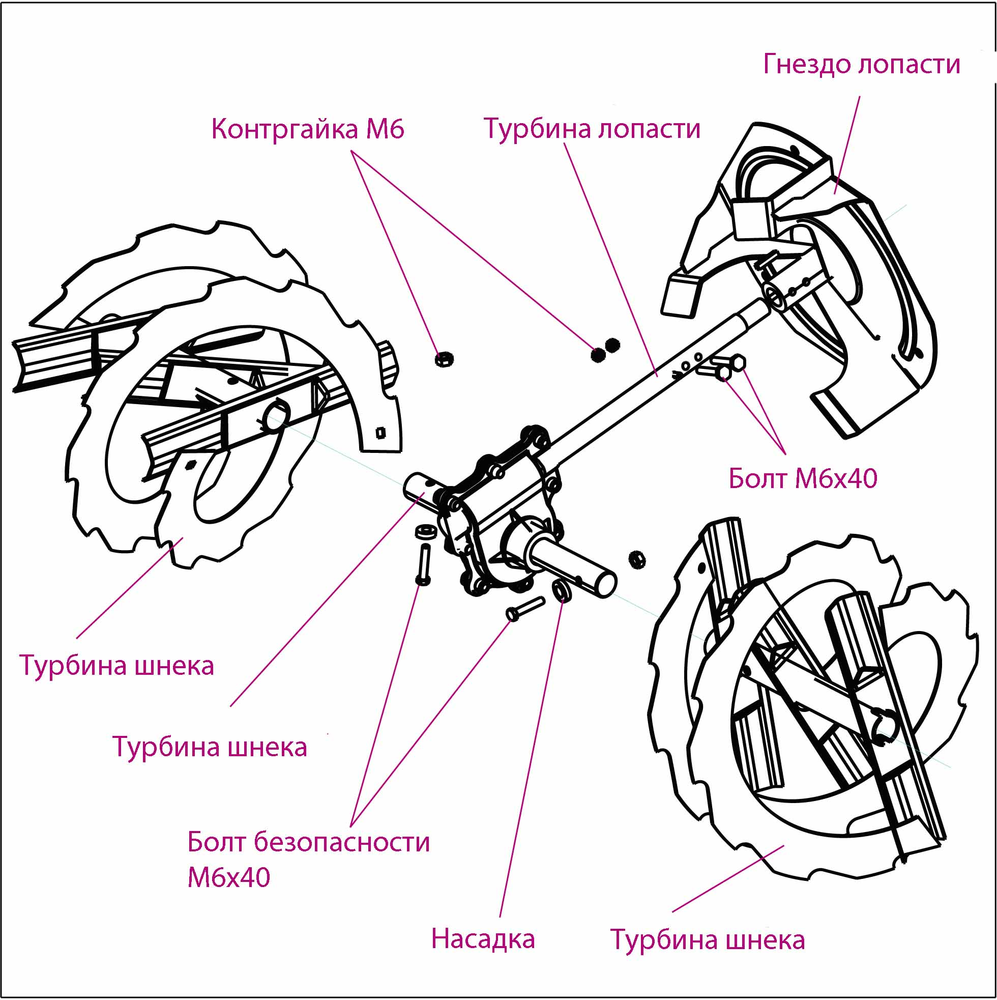 Гнездо лопасти
Контргайка М6
Турбина лопасти
Болт М6х40
Турбина шнека
Турбина шнека
Болт безопасности
М6х40
Насадка
Турбина шнека